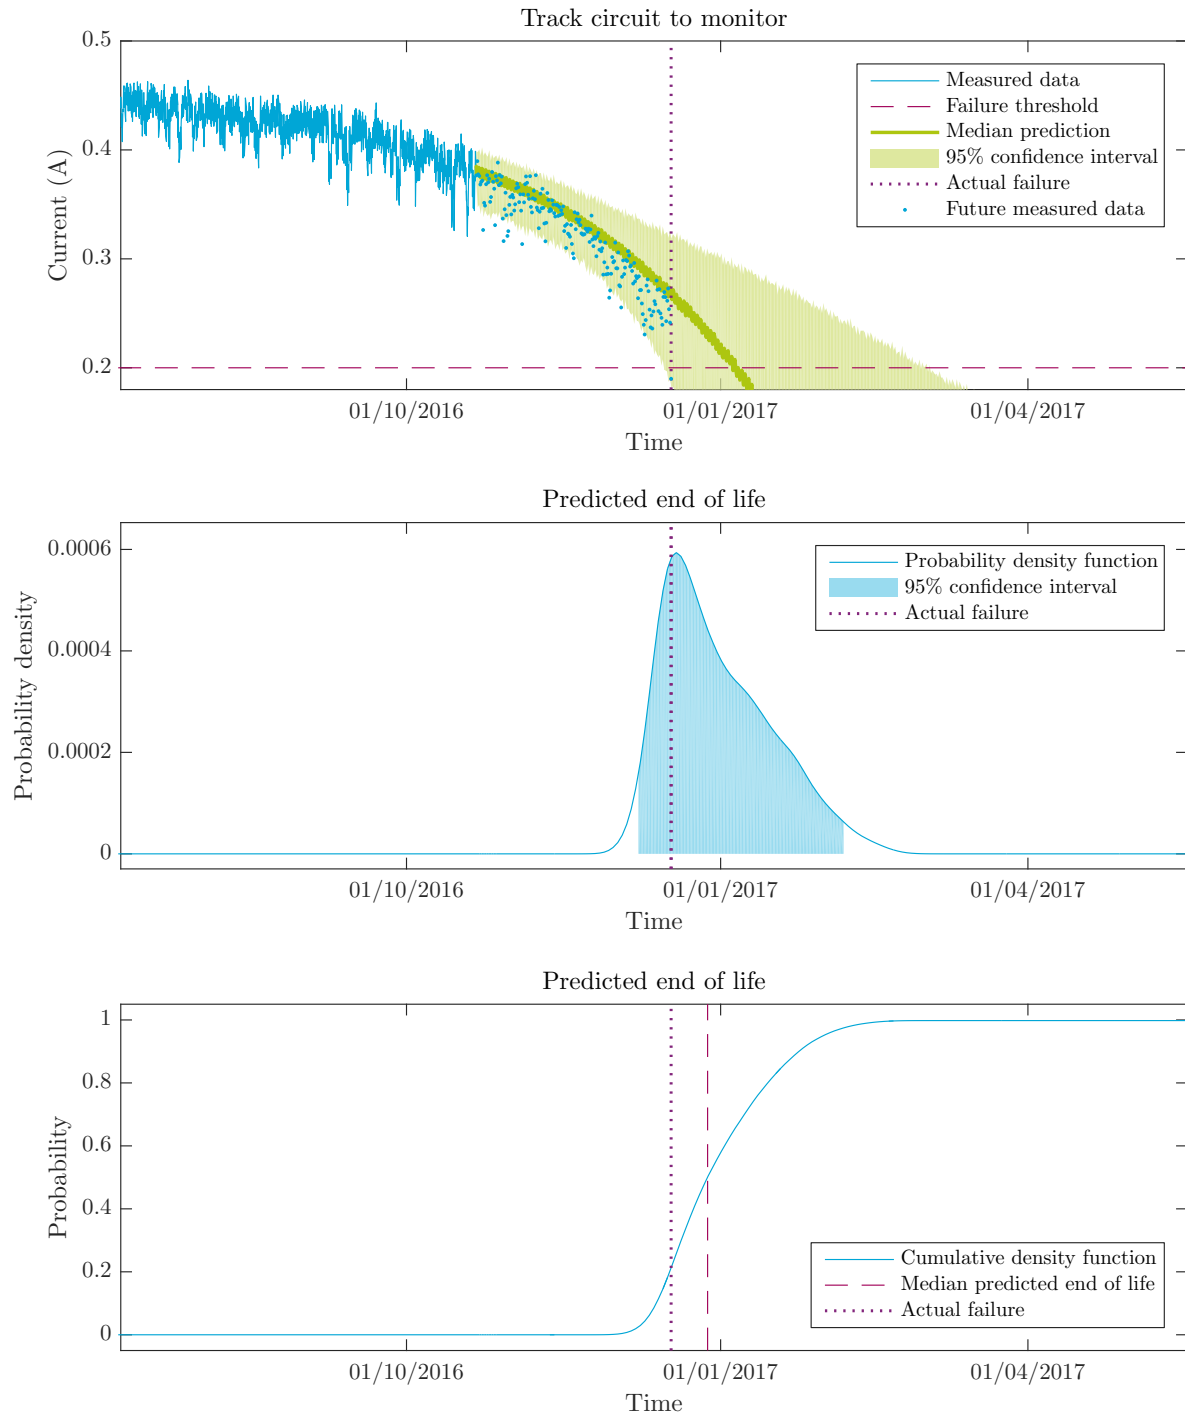 Track circuit to monitor
0.5
0.4
0.3
0.2
Current (A)
Measured data
Failure threshold
Median prediction
95% confidence interval
Actual failure
Future measured data
01/10/2016
01/01/2017
01/04/2017
Time
Predicted end of life
0.0006
0.0004
0.0002
0
Probability density
Probability density function
95% confidence interval
Actual failure
01/10/2016
01/01/2017
01/04/2017
Time
Predicted end of life
1
0.8
0.6
0.4
0.2
0
Probability
Cumulative density function
Median predicted end of life
Actual failure
01/10/2016
01/01/2017
01/04/2017
Time